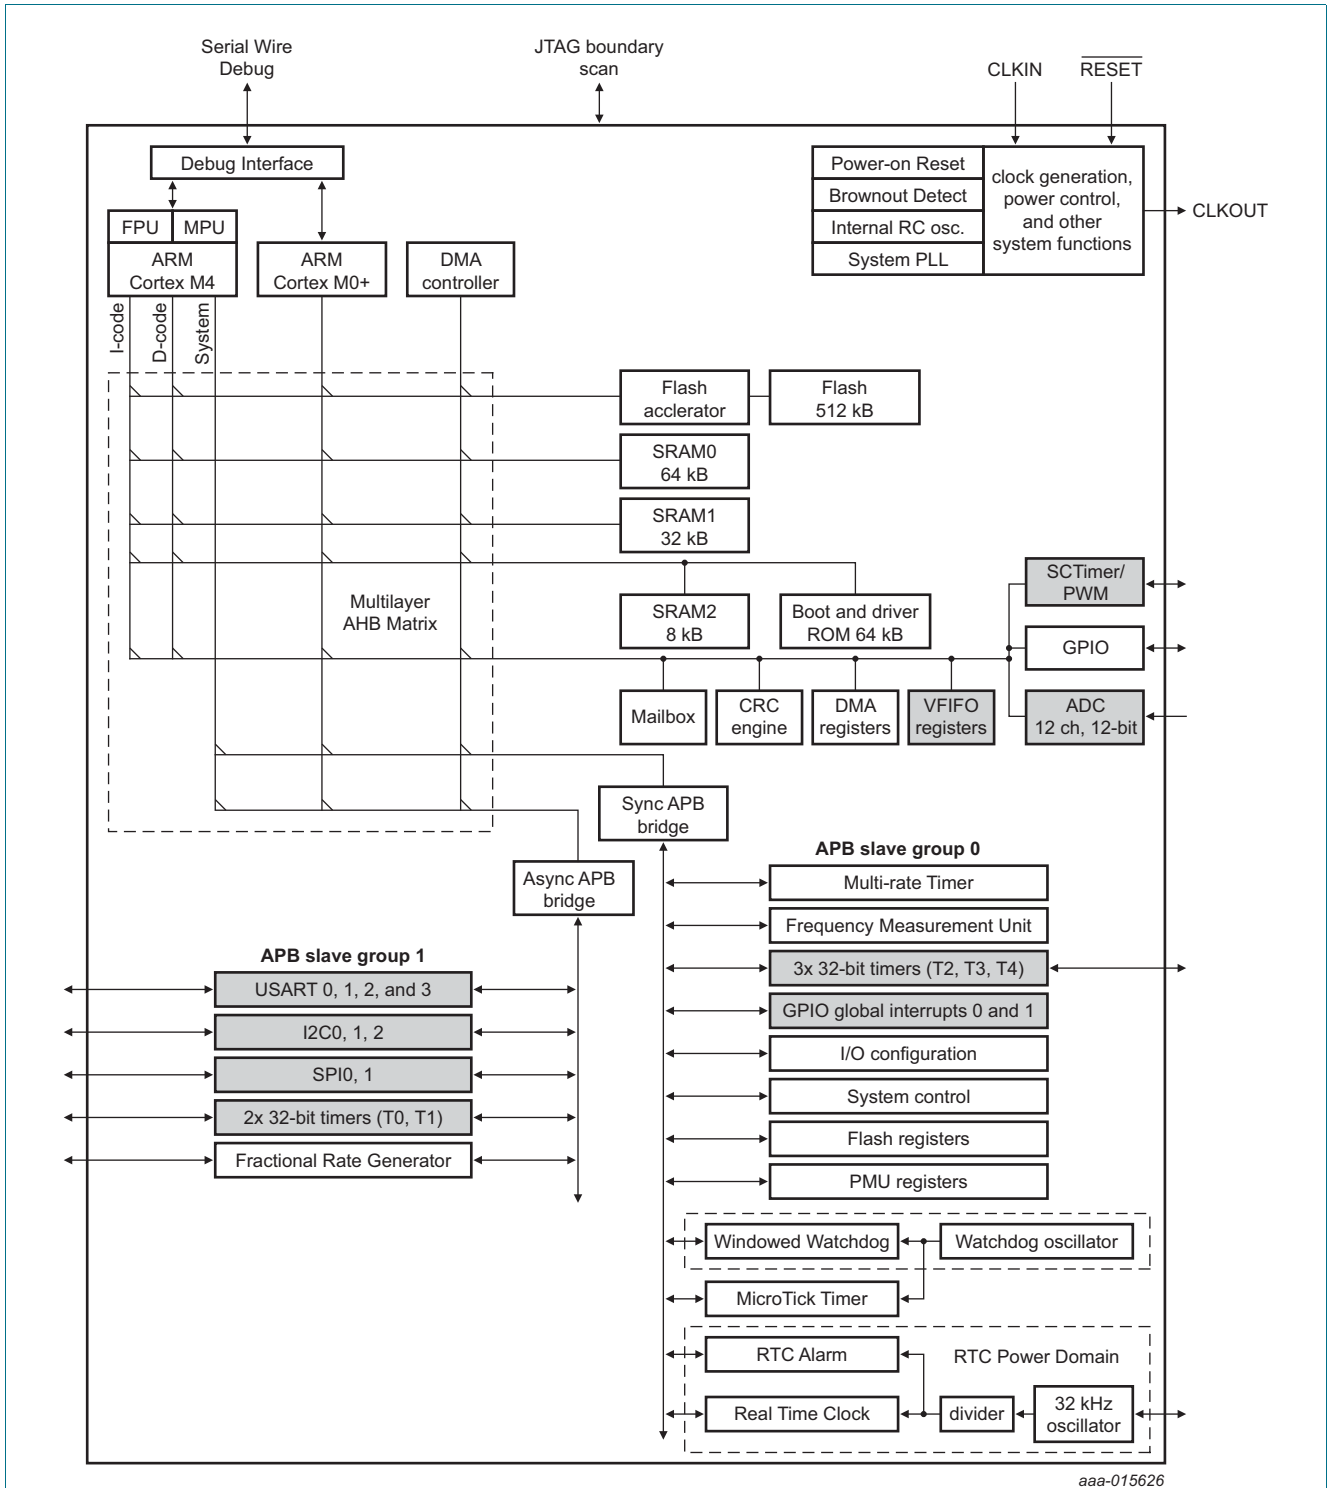 Serial Wire
Debug
JTAG boundary
scan
CLKIN
RESET
Debug Interface
Power-on Reset
Brownout Detect
Internal RC osc.
System PLL
clock generation,
power control,
and other
system functions
CLKOUT
FPU
MPU
ARM
Cortex M4
ARM
Cortex M0+
DMA
controller
I-code
D-code
System
Flash
acclerator
Flash
512 kB
SRAM0
64 kB
SRAM1
32 kB
Multilayer
AHB Matrix
SRAM2
8 kB
Boot and driver
ROM 64 kB
SCTimer/
PWM
GPIO
ADC
12 ch, 12-bit
Mailbox
CRC
engine
DMA
registers
VFIFO
registers
Sync APB
bridge
Async APB
bridge
APB slave group 0
Multi-rate Timer
Frequency Measurement Unit
3x 32-bit timers (T2, T3, T4)
GPIO global interrupts 0 and 1
I/O configuration
System control
Flash registers
PMU registers
APB slave group 1
USART 0, 1, 2, and 3
I2C0, 1, 2
SPI0, 1
2x 32-bit timers (T0, T1)
Fractional Rate Generator
Windowed Watchdog
Watchdog oscillator
MicroTick Timer
RTC Alarm
RTC Power Domain
Real Time Clock
divider
32 kHz
oscillator
aaa-015626